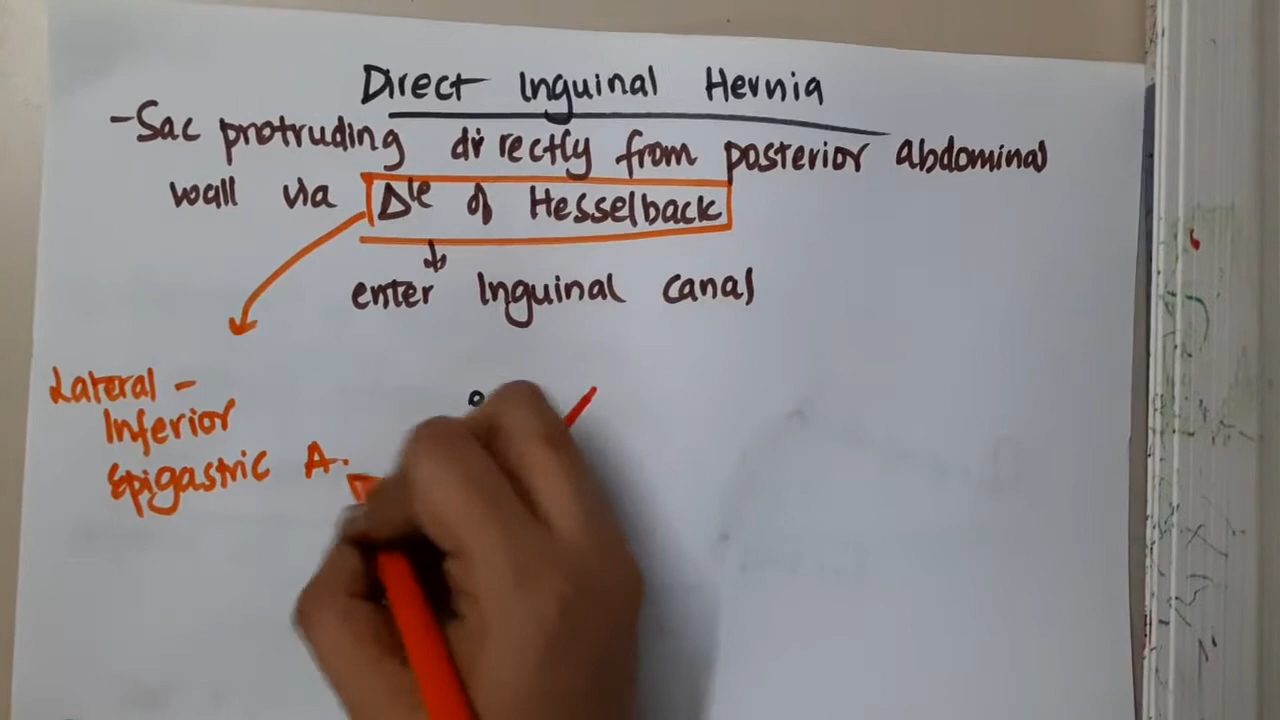 Direct Inguinal Hernia
-Sac protruding directly from posterior abdominal
wall via Δle of Hesselback
enter Inguinal canal
Lateral -
Inferior
Epigastric A.